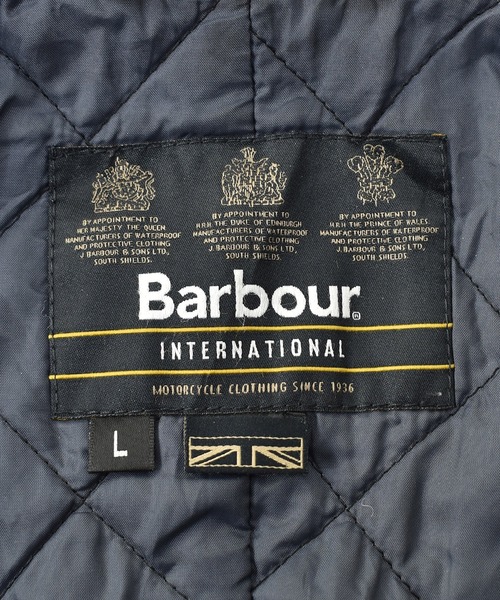 BY APPOINTMENT TO
HER MAJESTY THE QUEEN
MANUFACTURERS OF WATERPROOF
AND PROTECTIVE CLOTHING
J. BARBOUR & SONS LTD,
SOUTH SHIELDS.
BY APPOINTMENT TO
H.R.H. THE DUKE OF EDINBURGH
MANUFACTURERS OF WATERPROOF
AND PROTECTIVE CLOTHING
J. BARBOUR & SONS LTD,
SOUTH SHIELDS.
BY APPOINTMENT TO
H.R.H. THE PRINCE OF WALES.
MANUFACTURERS OF WATERPROOF
AND PROTECTIVE CLOTHING
J. BARBOUR & SONS LTD,
SOUTH SHIELDS.
Barbour®
INTERNATIONAL
MOTORCYCLE CLOTHING SINCE 1936
L